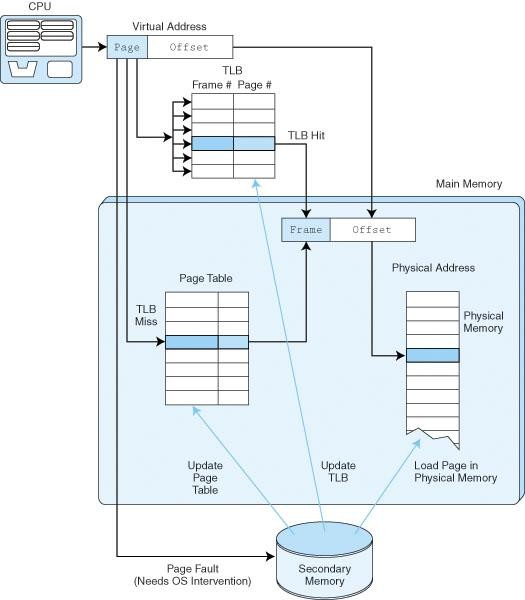 CPU
Virtual Address
Page
Offset
TLB
Frame # Page #
TLB Hit
Main Memory
Frame
Offset
Physical Address
Page Table
TLB
Miss
Physical
Memory
Update
Page
Table
Update
TLB
Load Page in
Physical Memory
Page Fault
(Needs OS Intervention)
Secondary
Memory